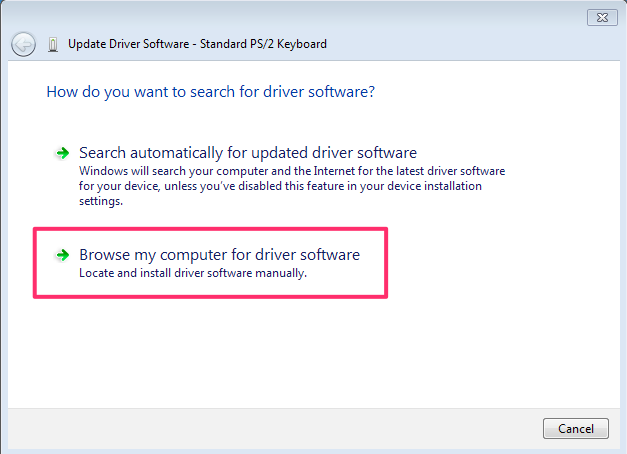 Update Driver Software - Standard PS/2 Keyboard
How do you want to search for driver software?
Search automatically for updated driver software
Windows will search your computer and the Internet for the latest driver software
for your device, unless you've disabled this feature in your device installation
settings.
Browse my computer for driver software
Locate and install driver software manually.
Cancel